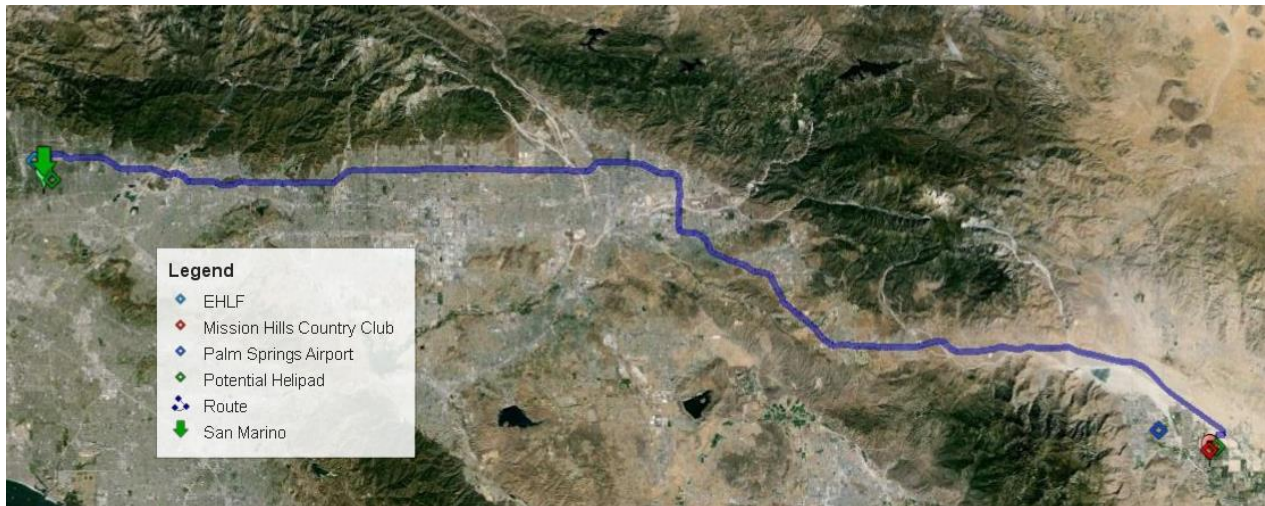 Legend
EHLF
Mission Hills Country Club
Palm Springs Airport
Potential Helipad
Route
San Marino